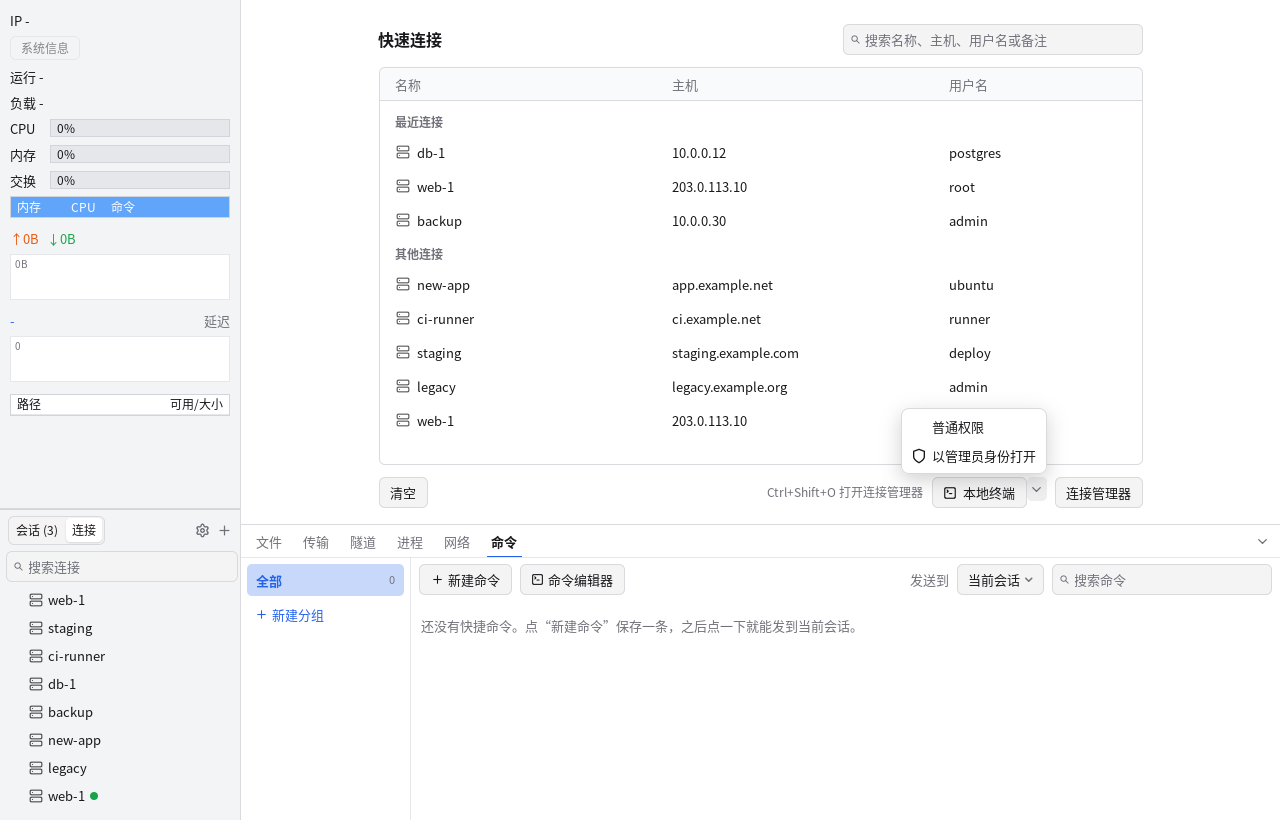 IP -
系统信息
运行 -
负载 -
CPU 0%
内存 0%
交换 0%
内存 CPU 命令
↑0B ↓0B
0B
- 延迟
0
路径 可用/大小
会话 (3) 连接
搜索连接
web-1
staging
ci-runner
db-1
backup
new-app
legacy
web-1
快速连接
搜索名称、主机、用户名或备注
名称 主机 用户名
最近连接
db-1 10.0.0.12 postgres
web-1 203.0.113.10 root
backup 10.0.0.30 admin
其他连接
new-app app.example.net ubuntu
ci-runner ci.example.net runner
staging staging.example.com deploy
legacy legacy.example.org admin
web-1 203.0.113.10
普通权限
以管理员身份打开
清空 Ctrl+Shift+O 打开连接管理器 本地终端 连接管理器
文件 传输 隧道 进程 网络 命令
全部 0
+ 新建分组
+ 新建命令 命令编辑器 发送到 当前会话 搜索命令
还没有快捷命令。点“新建命令”保存一条，之后点一下就能发到当前会话。